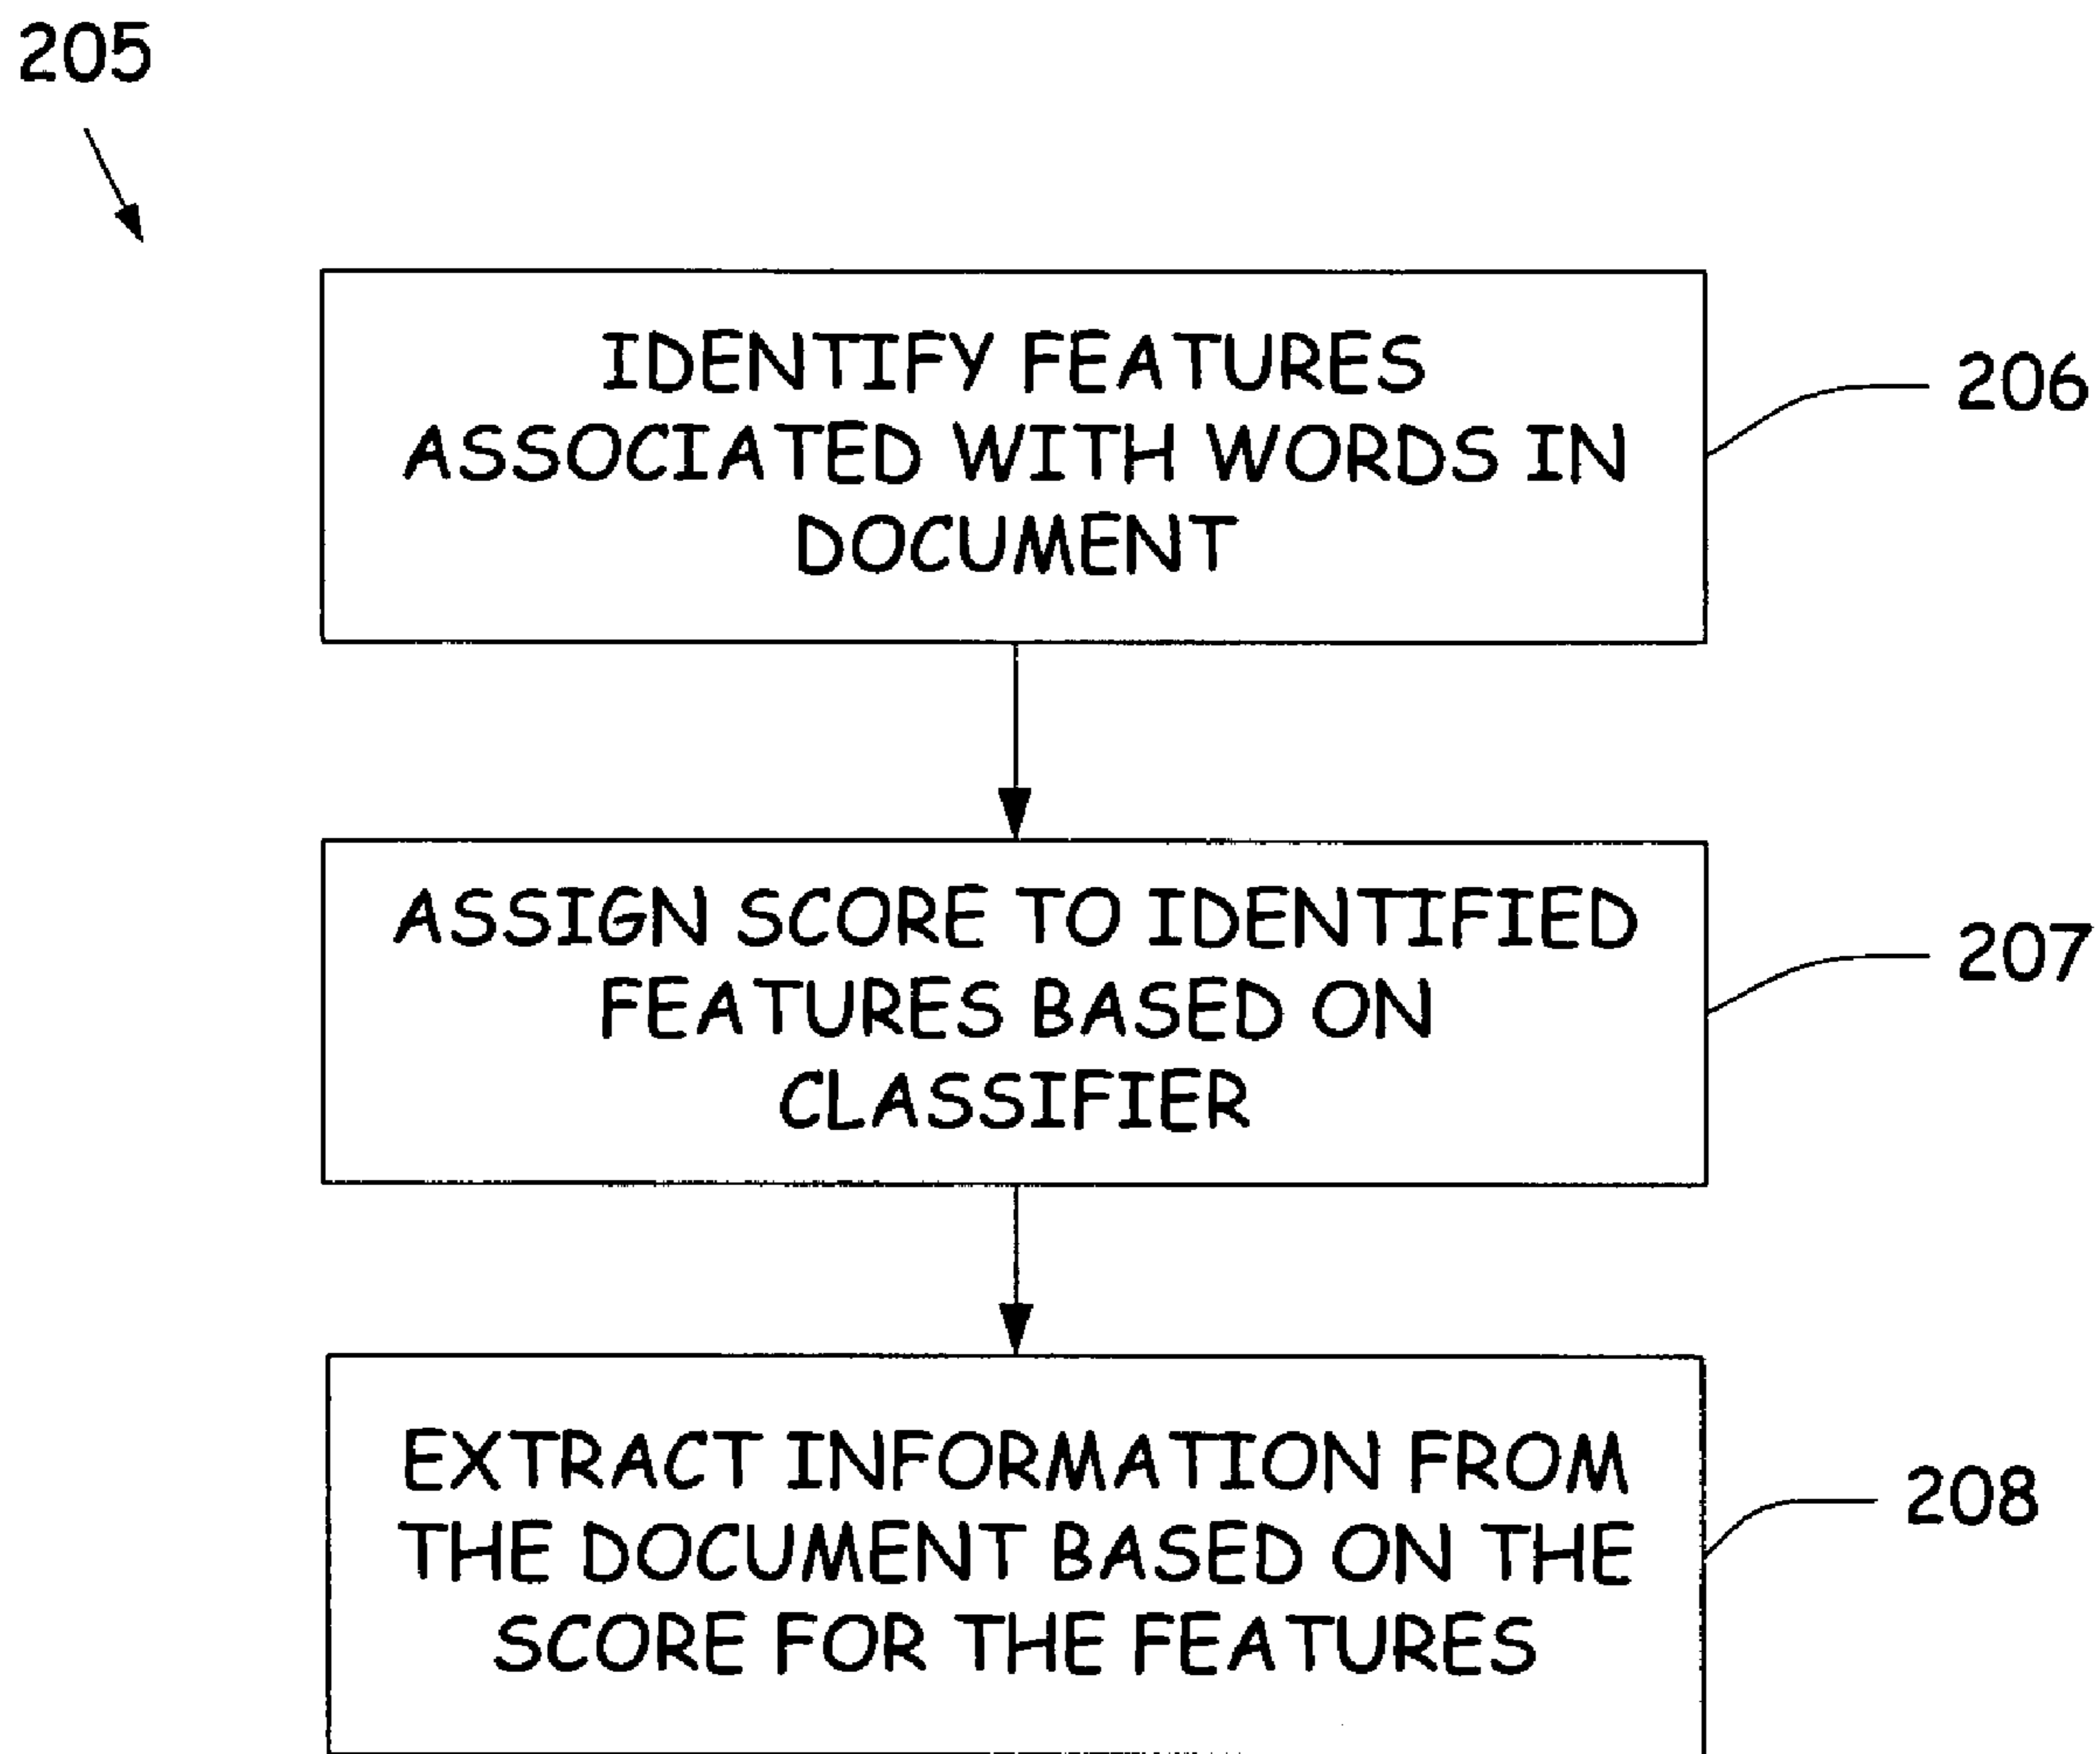 205
IDENTIFY FEATURES
ASSOCIATED WITH WORDS IN
DOCUMENT
206
ASSIGN SCORE TO IDENTIFIED
FEATURES BASED ON
CLASSIFIER
207
EXTRACT INFORMATION FROM
THE DOCUMENT BASED ON THE
SCORE FOR THE FEATURES
208